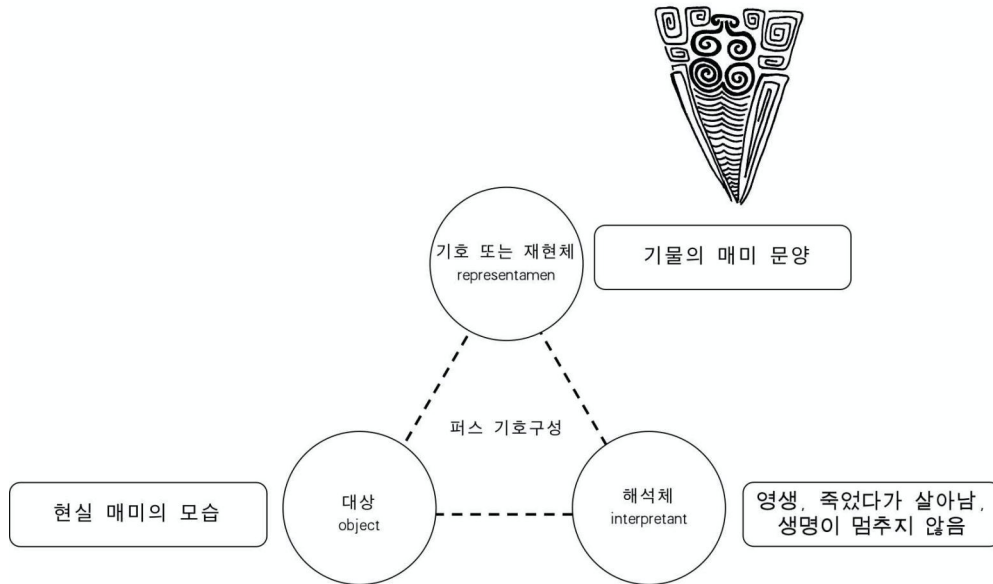 기호 또는 재현체
representamen
기물의 매미 문양
퍼스 기호구성
현실 매미의 모습
대상
object
해석체
interpretant
영생, 죽었다가 살아남,
생명이 멈추지 않음